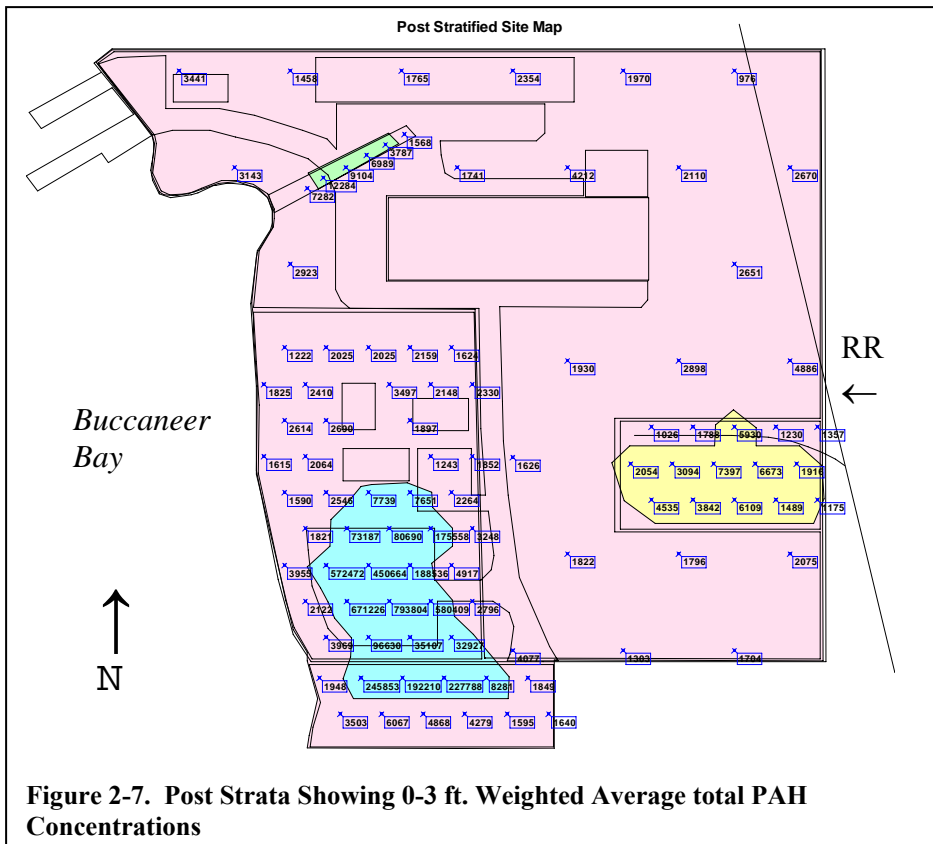 Post Stratified Site Map
3441 1458 1765 2354 1970 976
1568
3787
6989
3143 9104 1741 4212 2110 2670
12284
7282
2923 2651
RR
←
1222 2025 2025 2159 1624
1930 2898 4886
1825 2410 3497 2148 2330
Buccaneer
Bay
2614 2690 1897 1026 1788 5930 1230 1357
1615 2064 1243 1852 1626 2054 3094 7397 6673 1916
1590 2546 7739 7651 2264 4535 3842 6109 1489 1175
1821 73187 80690 175558 3248
1822 1796 2075
3955 572472 450664 188536 4917
2122 671226 793804 580409 2796
3969 96630 35107 32927
4077 1303 1704
N
1948 245853 192210 227788 8281 1849
3503 6067 4868 4279 1595 1640
Figure 2-7. Post Strata Showing 0-3 ft. Weighted Average total PAH
Concentrations